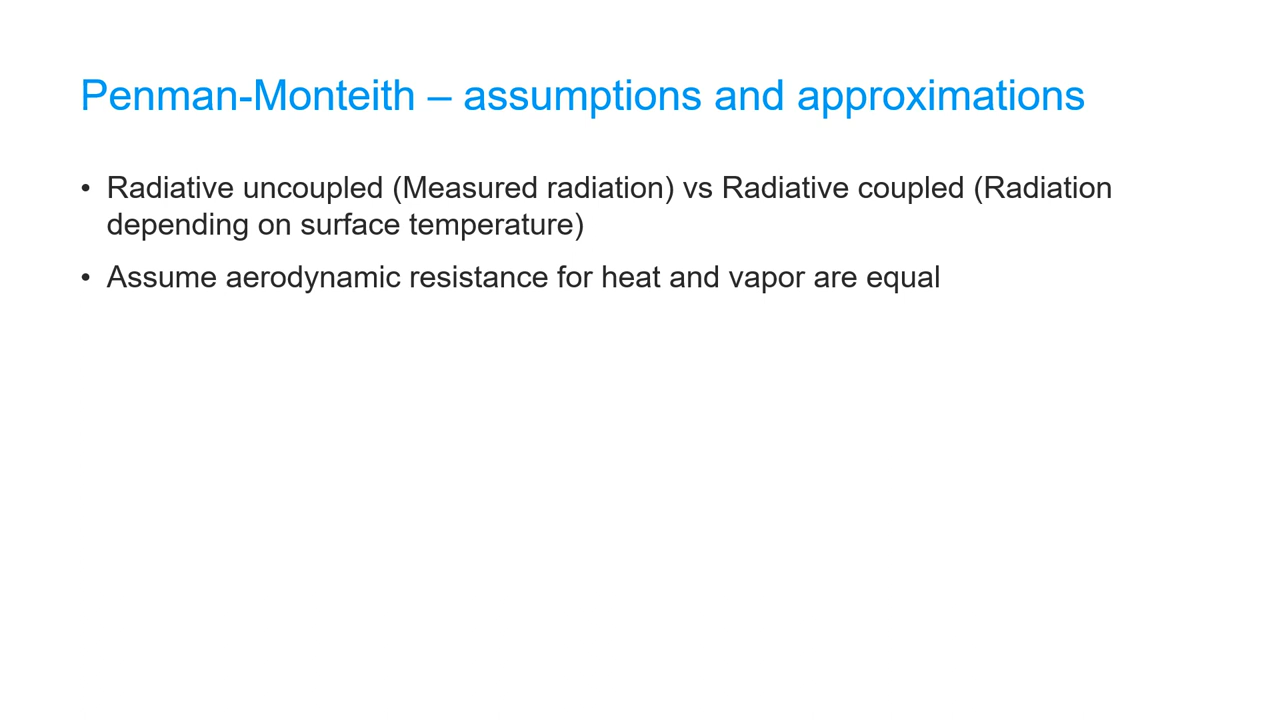 Penman-Monteith – assumptions and approximations
• Radiative uncoupled (Measured radiation) vs Radiative coupled (Radiation
depending on surface temperature)
• Assume aerodynamic resistance for heat and vapor are equal